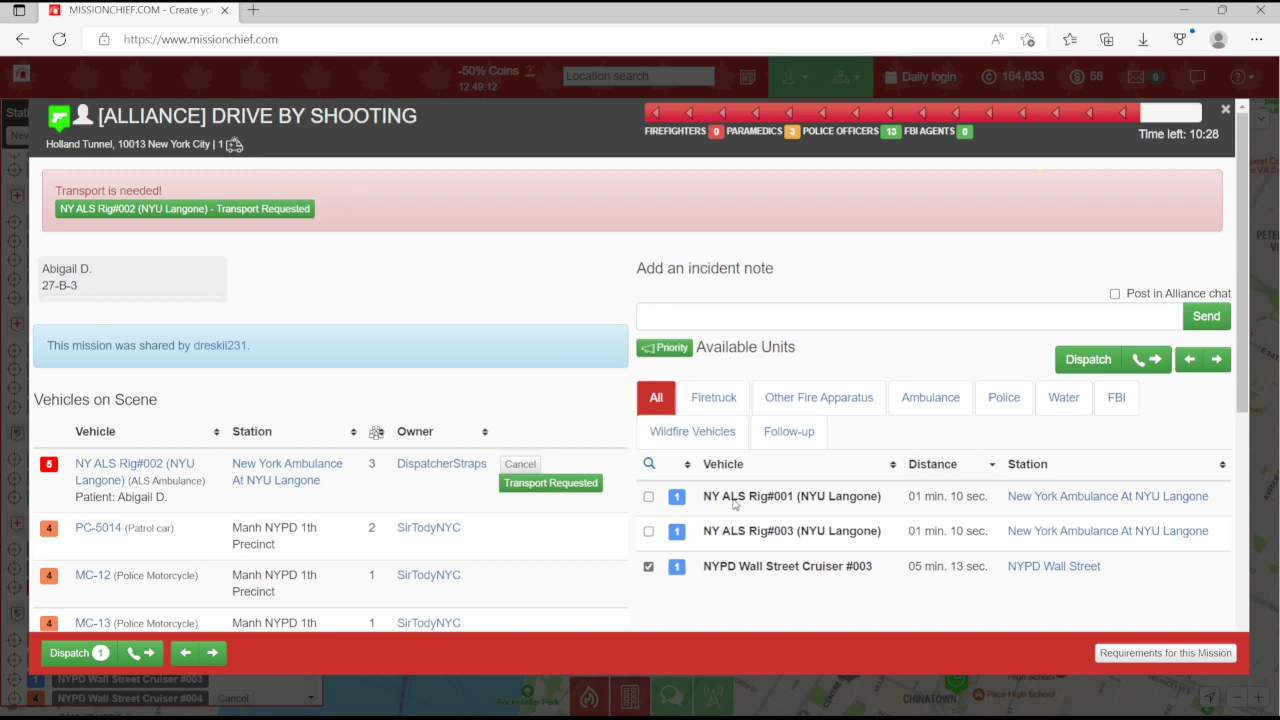 MISSIONCHIEF.COM - Create yo
https://www.missionchief.com
-50% Coins
12:49:12
Location search
Daily login
164,833
58
0
Stati
New
[ALLIANCE] DRIVE BY SHOOTING
Holland Tunnel, 10013 New York City | 1
FIREFIGHTERS 0 PARAMEDICS 3 POLICE OFFICERS 13 FBI AGENTS 0
Time left: 10:28
Transport is needed!
NY ALS Rig#002 (NYU Langone) - Transport Requested
Abigail D.
27-B-3
This mission was shared by dreskii231.
Vehicles on Scene
Vehicle Station Owner
5 NY ALS Rig#002 (NYU Langone) (ALS Ambulance) Patient: Abigail D. New York Ambulance At NYU Langone 3 DispatcherStraps Cancel
Transport Requested
4 PC-5014 (Patrol car) Manh NYPD 1th Precinct 2 SirTodyNYC
4 MC-12 (Police Motorcycle) Manh NYPD 1th Precinct 1 SirTodyNYC
4 MC-13 (Police Motorcycle) Manh NYPD 1th 1 SirTodyNYC
Add an incident note
Post in Alliance chat
Send
Priority Available Units
Dispatch
All Firetruck Other Fire Apparatus Ambulance Police Water FBI
Wildfire Vehicles Follow-up
Vehicle Distance Station
1 NY ALS Rig#001 (NYU Langone) 01 min. 10 sec. New York Ambulance At NYU Langone
1 NY ALS Rig#003 (NYU Langone) 01 min. 10 sec. New York Ambulance At NYU Langone
1 NYPD Wall Street Cruiser #003 05 min. 13 sec. NYPD Wall Street
Dispatch 1
Requirements for this Mission
1 NYPD Wall Street Cruiser #003
4 NYPD Wall Street Cruiser #004 Cancel
Rockefeller Park
CHINATOWN
High School
Pace High School
PETE
VI